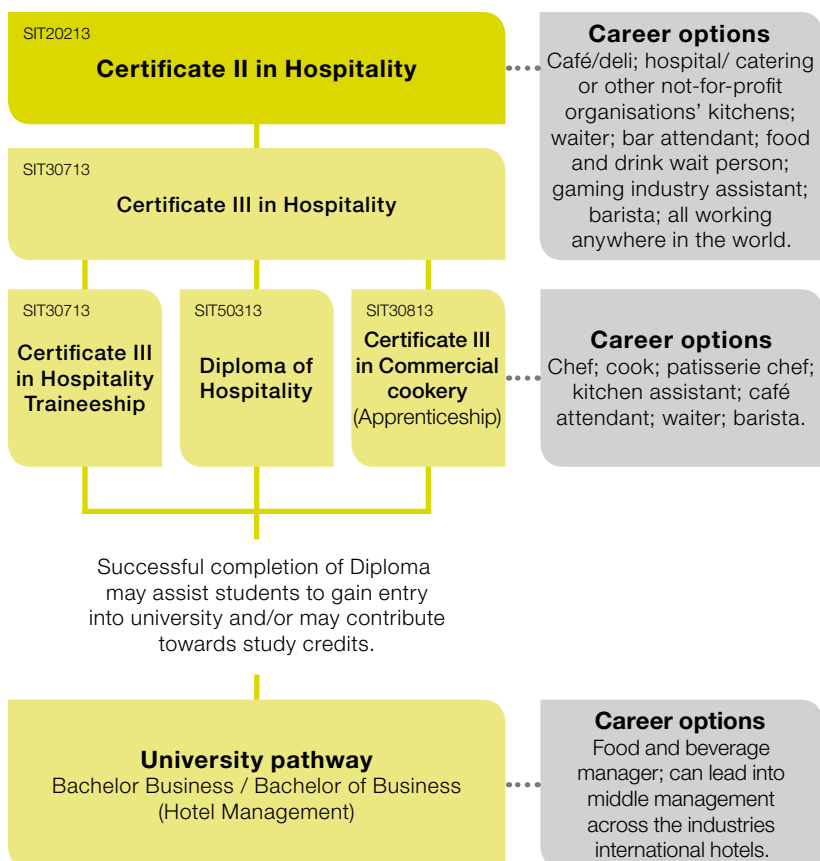 SIT20213
Certificate II in Hospitality
Career options
Café/deli; hospital/ catering
or other not-for-profit
organisations’ kitchens;
waiter; bar attendant; food
and drink wait person;
gaming industry assistant;
barista; all working
anywhere in the world.
SIT30713
Certificate III in Hospitality
SIT30713
Certificate III
in Hospitality
Traineeship
SIT50313
Diploma of
Hospitality
SIT30813
Certificate III
in Commercial
cookery
(Apprenticeship)
Career options
Chef; cook; patisserie chef;
kitchen assistant; café
attendant; waiter; barista.
Successful completion of Diploma
may assist students to gain entry
into university and/or may contribute
towards study credits.
University pathway
Bachelor Business / Bachelor of Business
(Hotel Management)
Career options
Food and beverage
manager; can lead into
middle management
across the industries
international hotels.